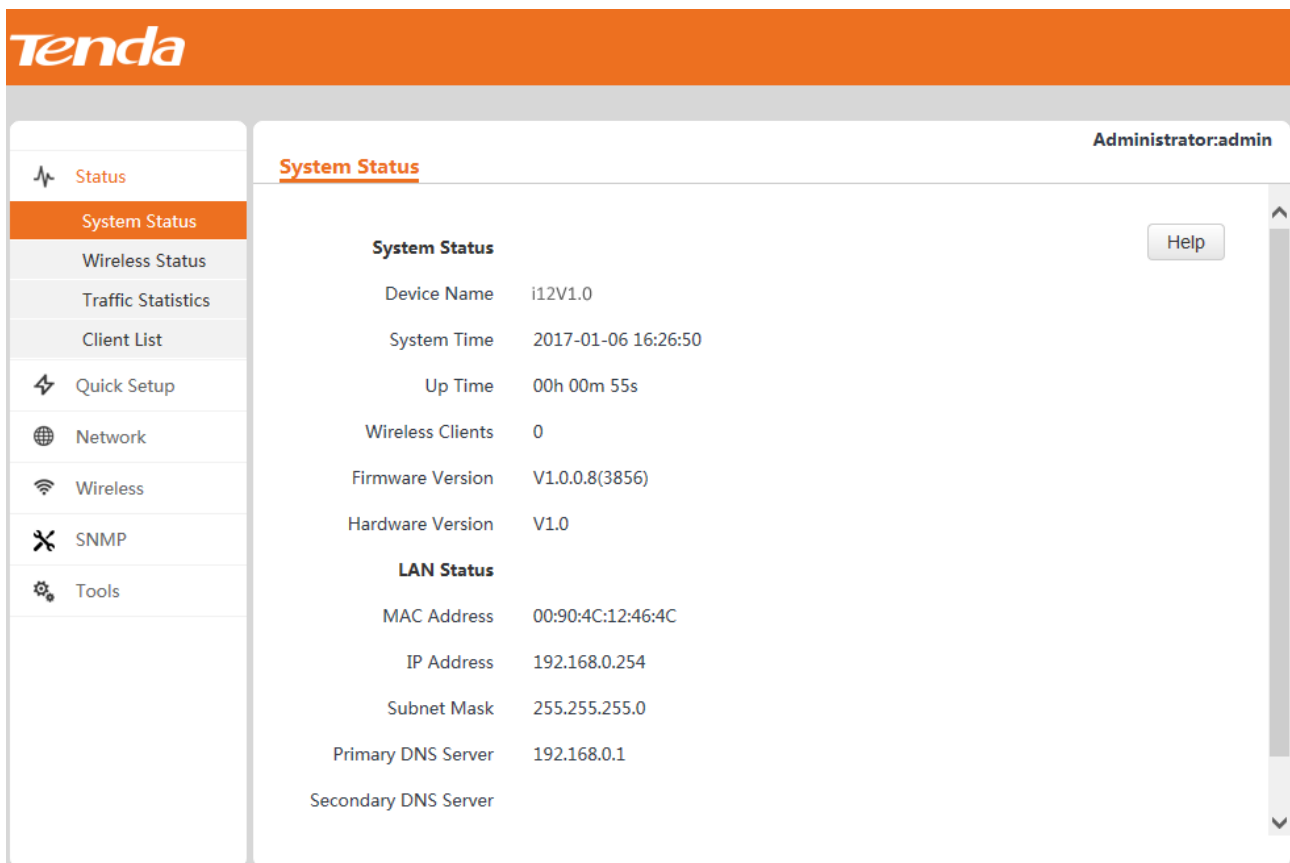 Tenda
Administrator:admin
Status
System Status
Wireless Status
Traffic Statistics
Client List
Quick Setup
Network
Wireless
SNMP
Tools
System Status
Help
System Status
Device Name i12V1.0
System Time 2017-01-06 16:26:50
Up Time 00h 00m 55s
Wireless Clients 0
Firmware Version V1.0.0.8(3856)
Hardware Version V1.0
LAN Status
MAC Address 00:90:4C:12:46:4C
IP Address 192.168.0.254
Subnet Mask 255.255.255.0
Primary DNS Server 192.168.0.1
Secondary DNS Server